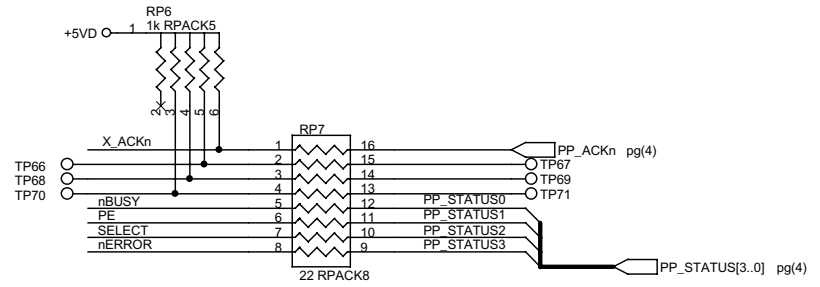 RP6
1k RPACK5
+5VD
1
2 3 4 5 6
RP7
X_ACKn 1 16 PP_ACKn pg(4)
TP66 2 15 TP67
TP68 3 14 TP69
TP70 4 13 TP71
nBUSY 5 12 PP_STATUS0
PE 6 11 PP_STATUS1
SELECT 7 10 PP_STATUS2
nERROR 8 9 PP_STATUS3
PP_STATUS[3..0] pg(4)
22 RPACK8